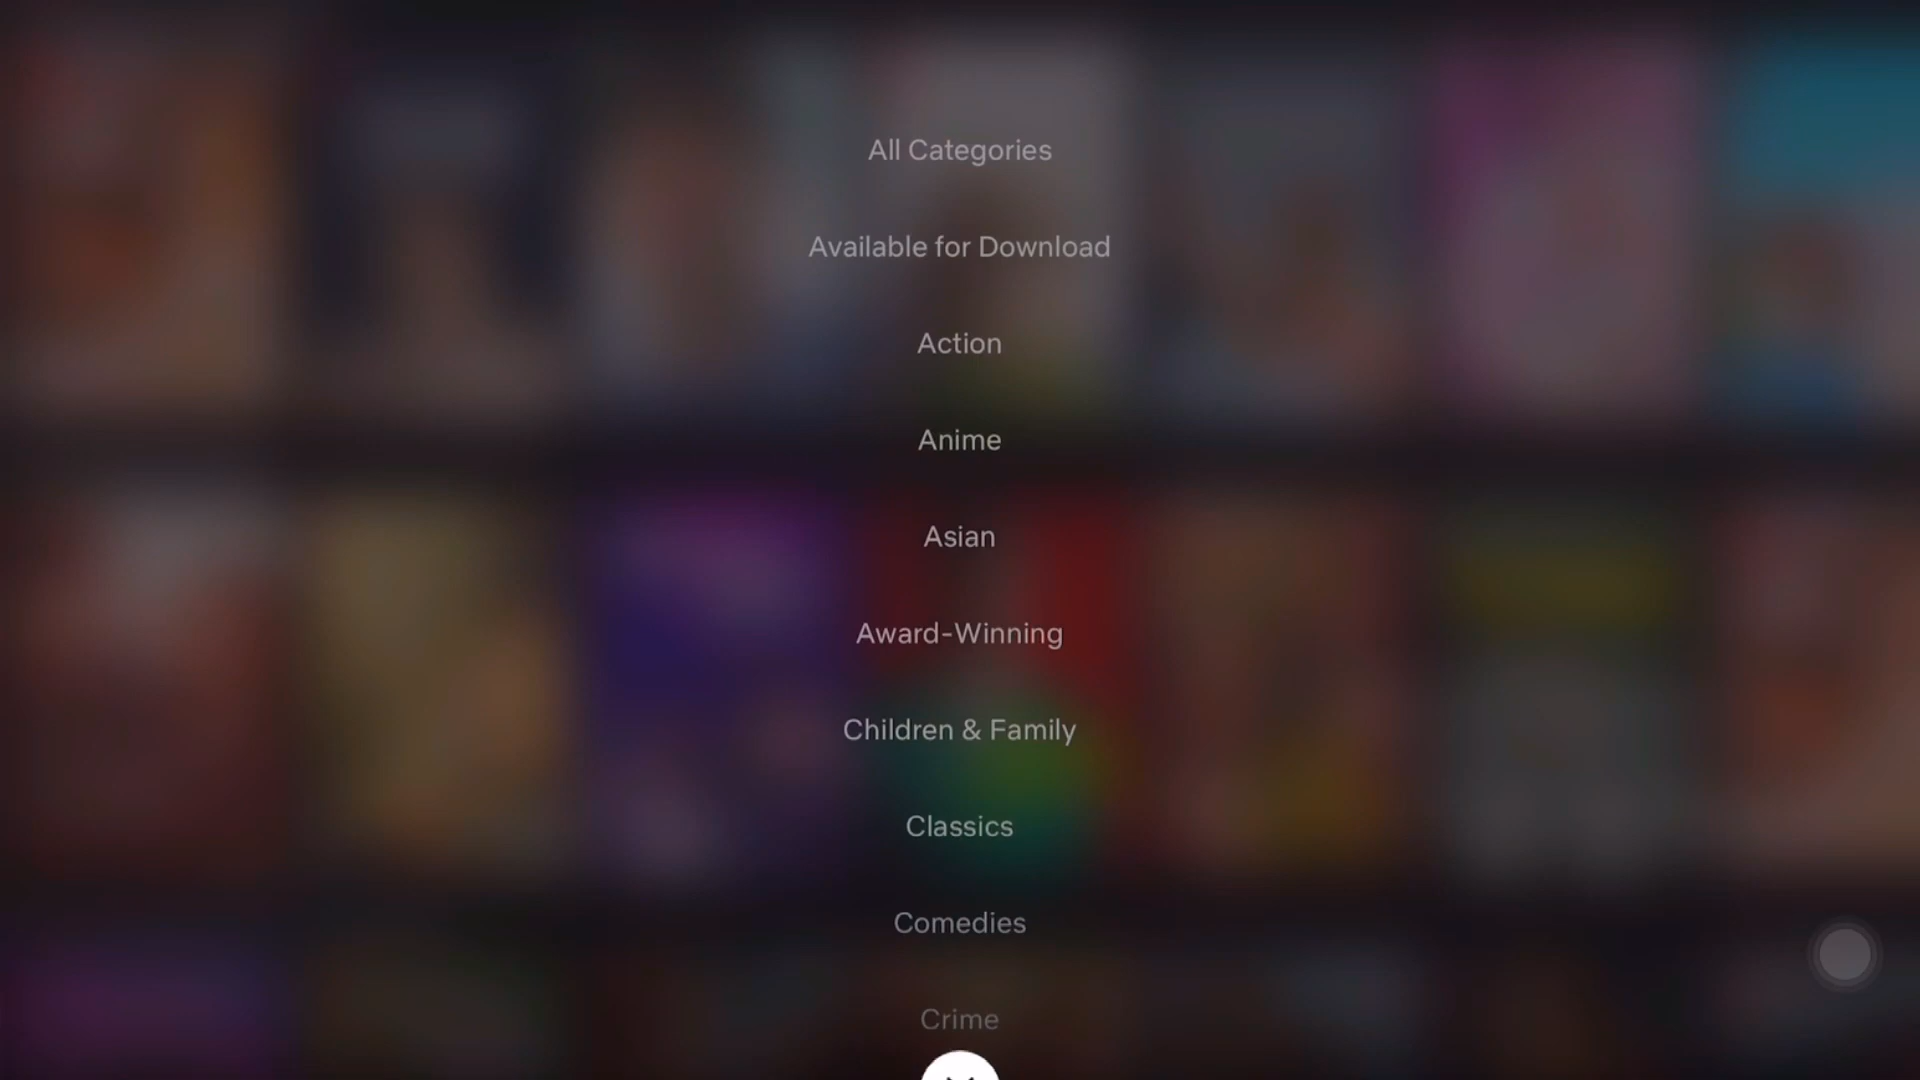 All Categories
Available for Download
Action
Anime
Asian
Award-Winning
Children & Family
Classics
Comedies
Crime